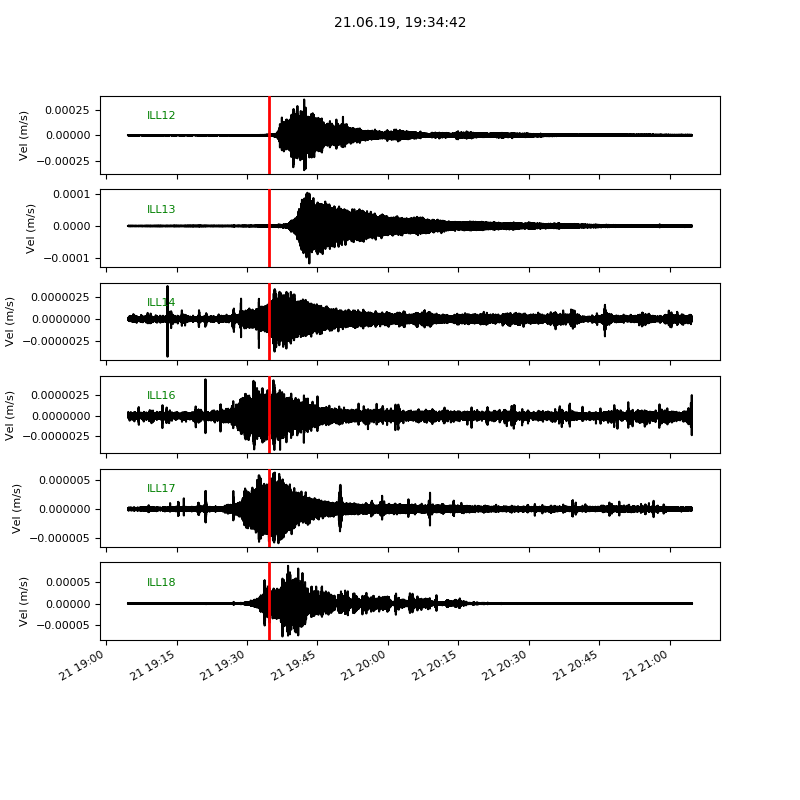 21.06.19, 19:34:42
ILL12
Vel (m/s)
0.00025
0.00000
−0.00025
ILL13
Vel (m/s)
0.0001
0.0000
−0.0001
ILL14
Vel (m/s)
0.0000025
0.0000000
−0.0000025
ILL16
Vel (m/s)
0.0000025
0.0000000
−0.0000025
ILL17
Vel (m/s)
0.000005
0.000000
−0.000005
ILL18
Vel (m/s)
0.00005
0.00000
−0.00005
21 19:00 21 19:15 21 19:30 21 19:45 21 20:00 21 20:15 21 20:30 21 20:45 21 21:00